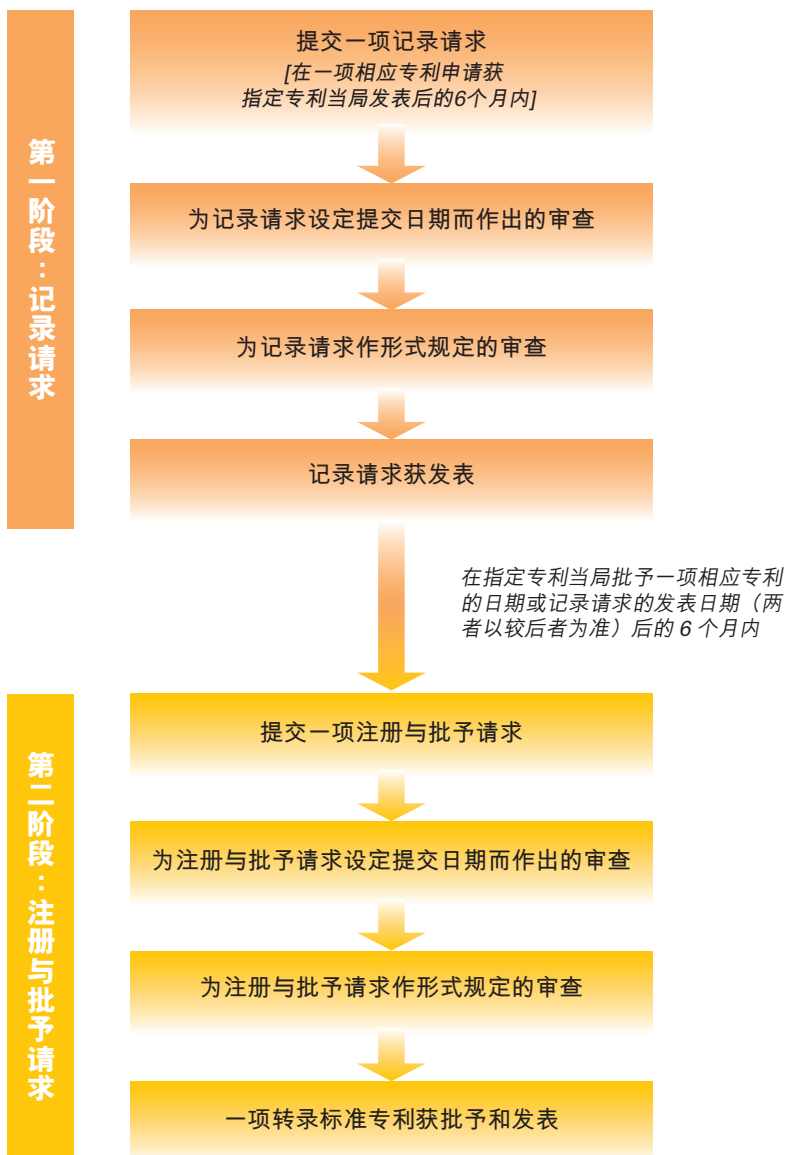 第一阶段：记录请求
提交一项记录请求
[在一项相应专利申请获
指定专利当局发表后的6个月内]
为记录请求设定提交日期而作出的审查
为记录请求作形式规定的审查
记录请求获发表
在指定专利当局批予一项相应专利
的日期或记录请求的发表日期（两
者以较后者为准）后的 6 个月内
第二阶段：注册与批予请求
提交一项注册与批予请求
为注册与批予请求设定提交日期而作出的审查
为注册与批予请求作形式规定的审查
一项转录标准专利获批予和发表